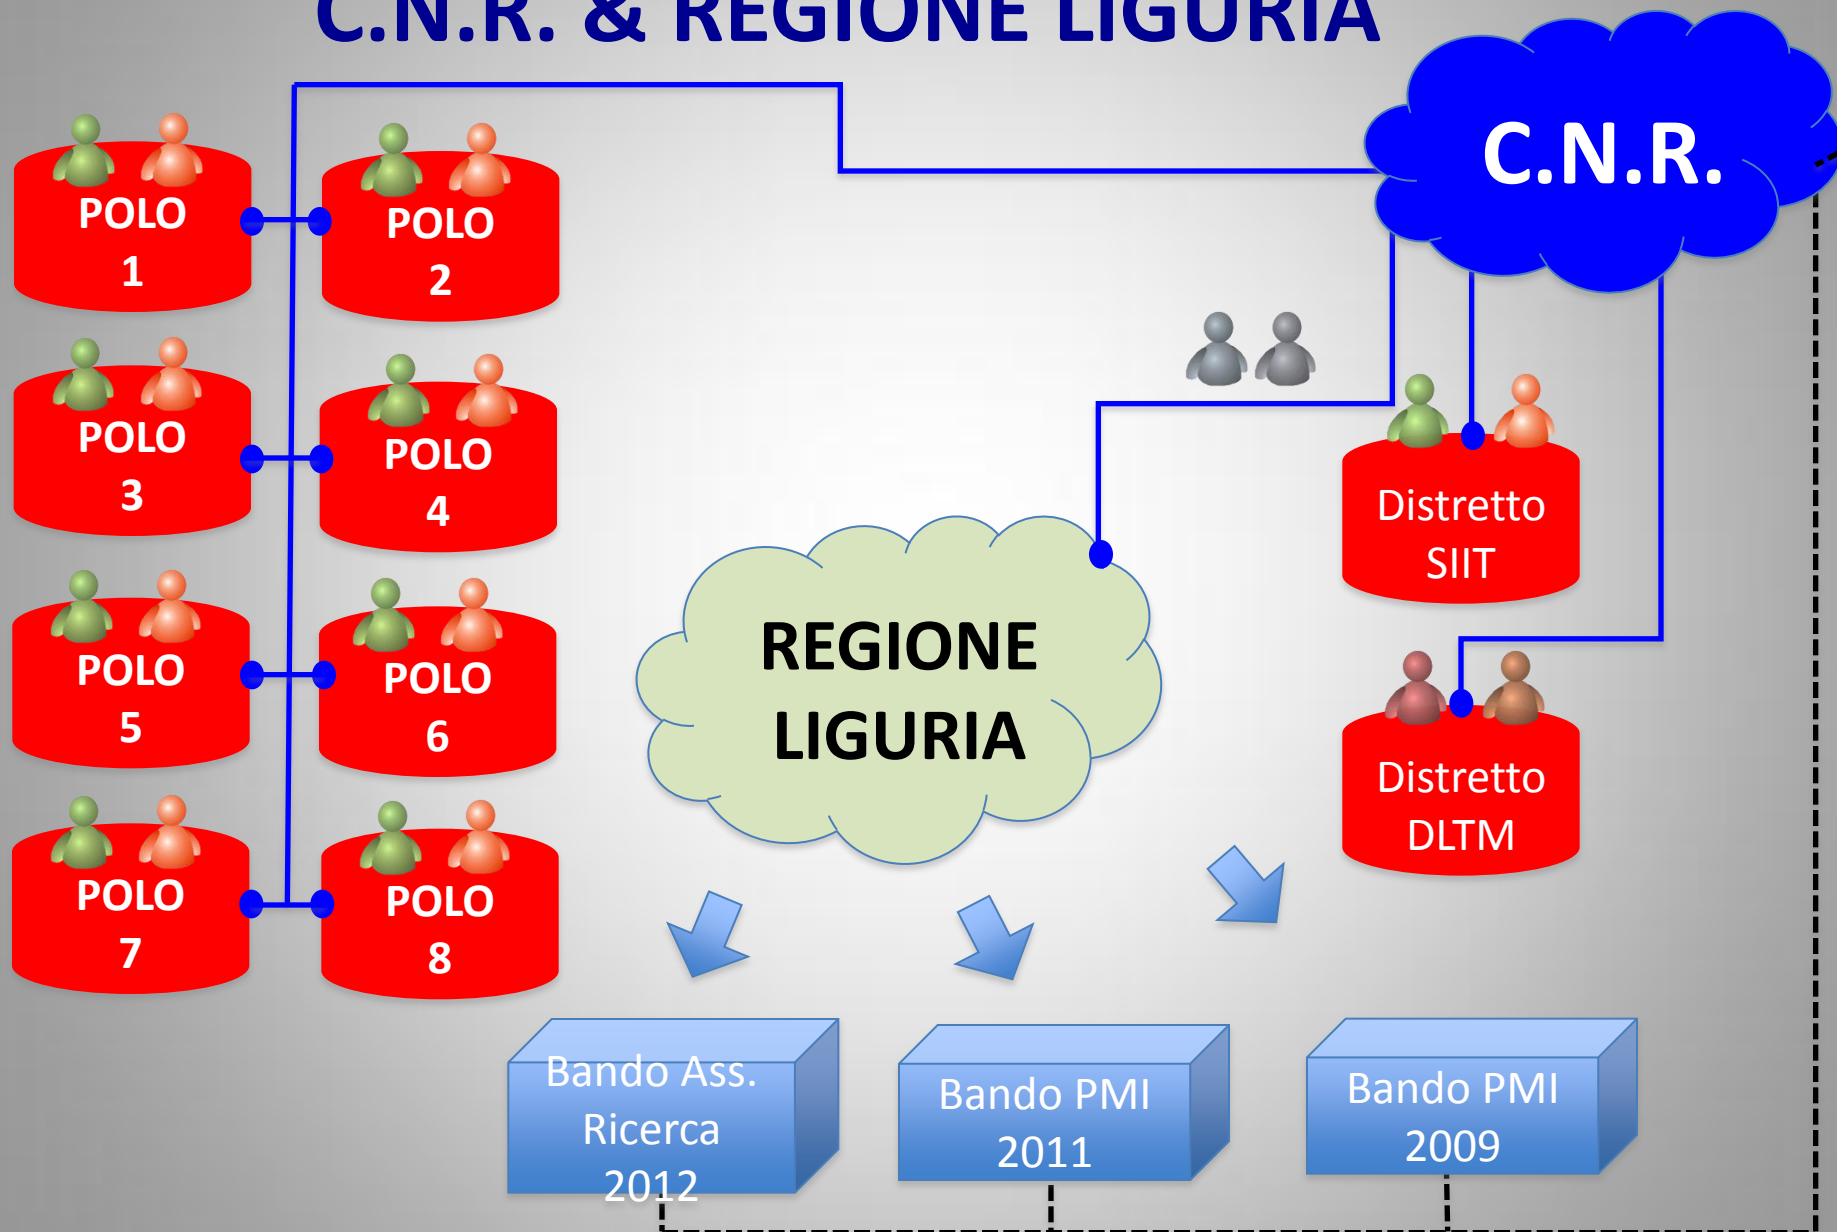 C.N.R. & REGIONE LIGURIA
C.N.R.
POLO
1
POLO
2
POLO
3
POLO
4
POLO
5
POLO
6
POLO
7
POLO
8
Distretto
SIIT
Distretto
DLTM
REGIONE
LIGURIA
Bando Ass.
Ricerca
2012
Bando PMI
2011
Bando PMI
2009